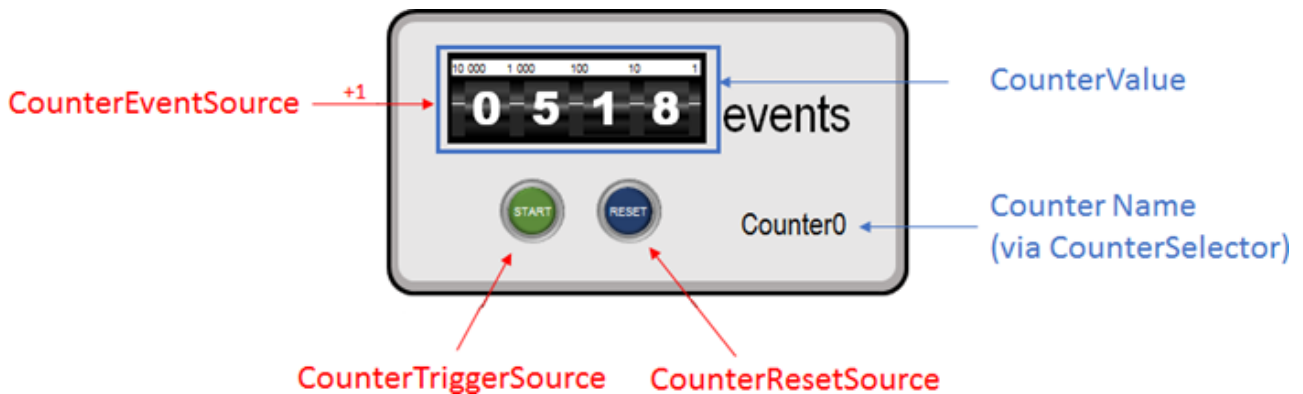 10 000 1 000 100 10 1
CounterValue
CounterEventSource
+1
0 5 1 8
events
START
RESET
Counter0
Counter Name
(via CounterSelector)
CounterTriggerSource
CounterResetSource